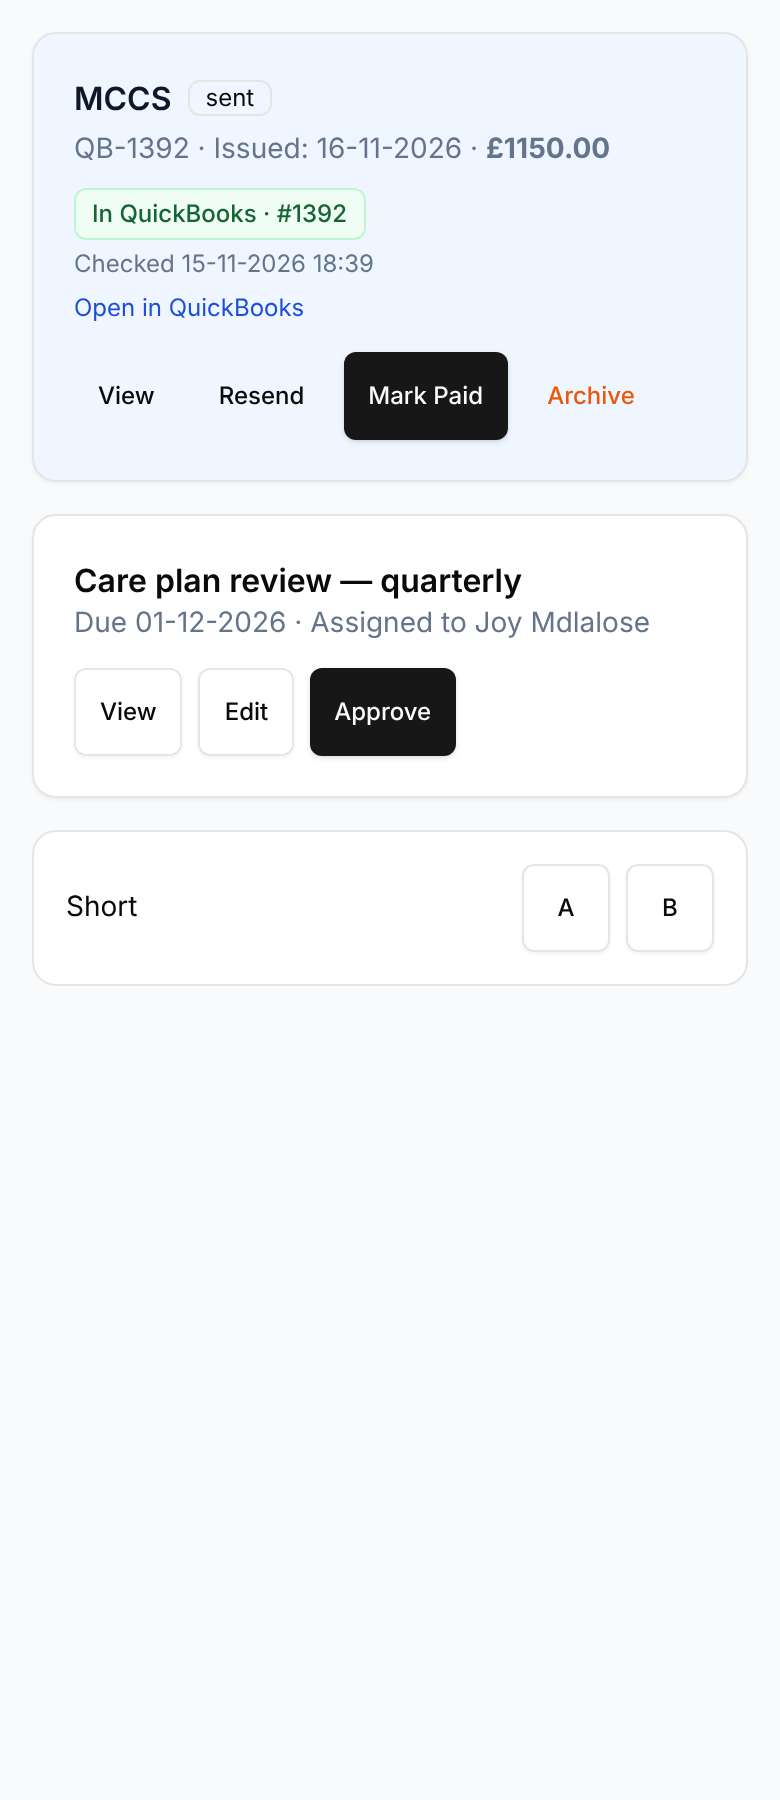 MCCS sent
QB-1392 · Issued: 16-11-2026 · £1150.00
In QuickBooks · #1392
Checked 15-11-2026 18:39
Open in QuickBooks
View Resend Mark Paid Archive
Care plan review — quarterly
Due 01-12-2026 · Assigned to Joy Mdlalose
View Edit Approve
Short A B